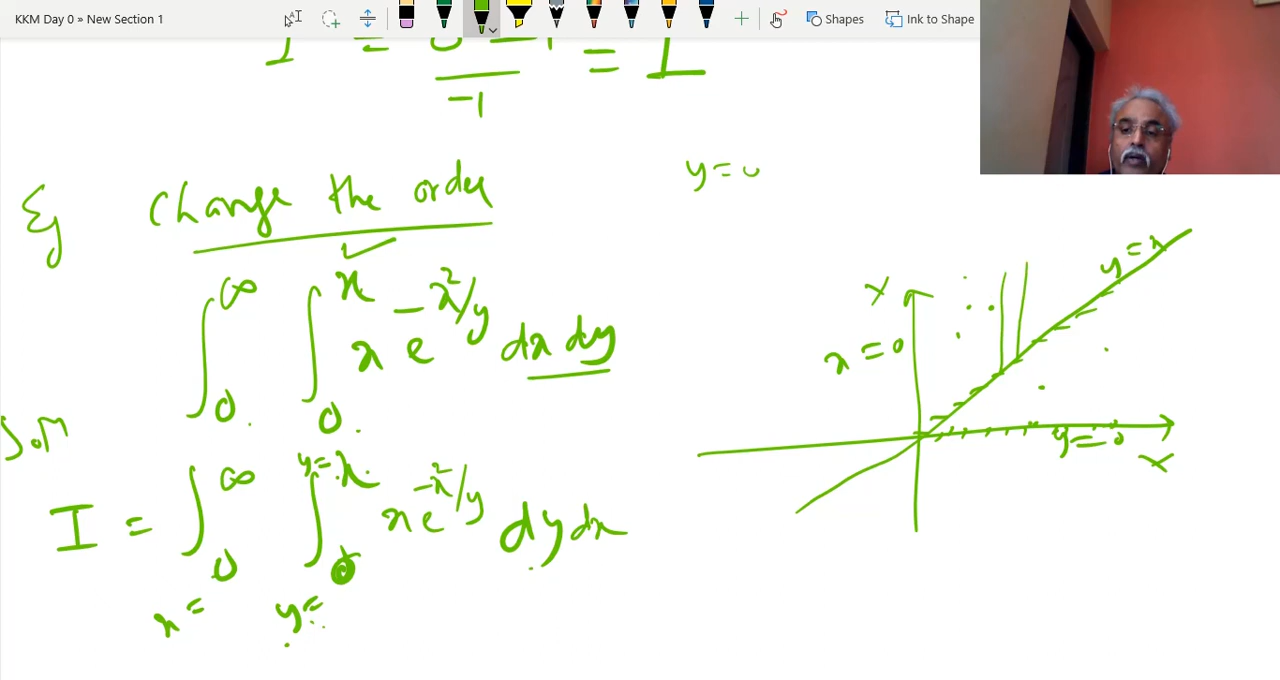 KKM Day 0 » New Section 1
Shapes
Ink to Shape
I = = I
-1
Eg Change the order
y=0
∫₀^∞ ∫₀^x x e^{-x²/y} dx dy
Soln
I = ∫_{x=0}^∞ ∫_{y=0}^{y=x} x e^{-x²/y} dy dx
y=x
x=0
y=0
X